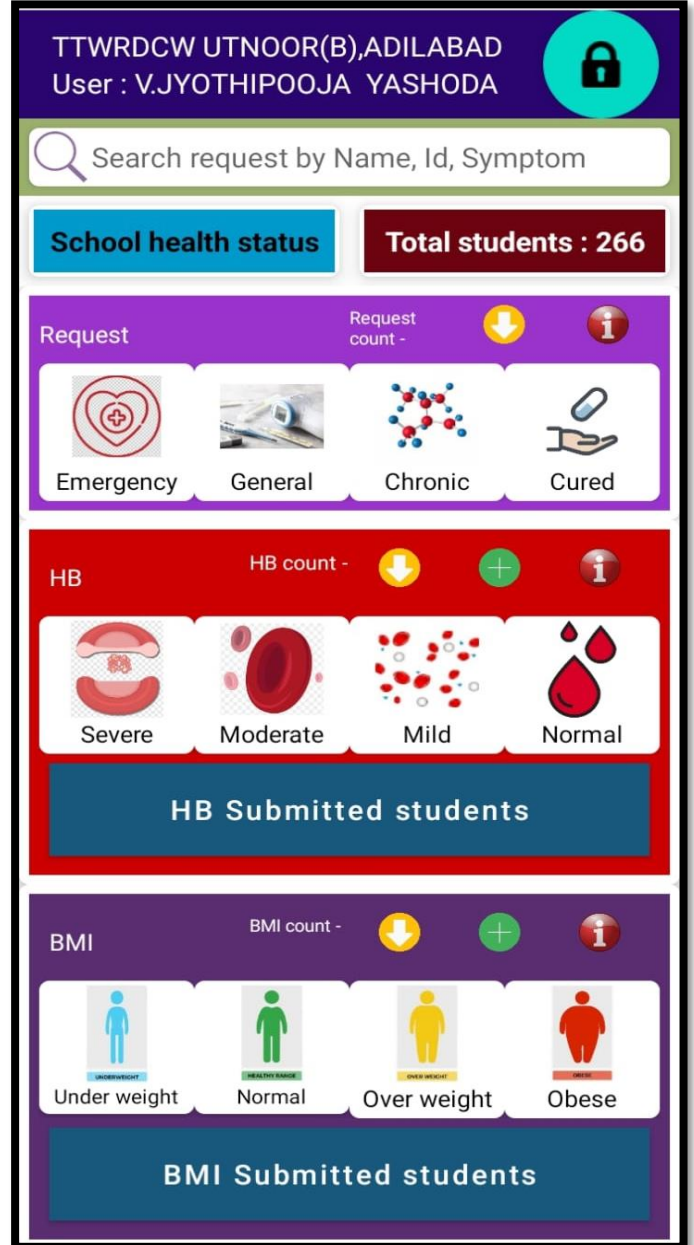 TTWRDCW UTNOOR(B),ADILABAD
User : V.JYOTHIPOOJA YASHODA
Search request by Name, Id, Symptom
School health status
Total students : 266
Request
Request
count -
Emergency
General
Chronic
Cured
HB
HB count -
Severe
Moderate
Mild
Normal
HB Submitted students
BMI
BMI count -
UNDERWEIGHT
HEALTHY RANGE
OVER WEIGHT
OBESE
Under weight
Normal
Over weight
Obese
BMI Submitted students